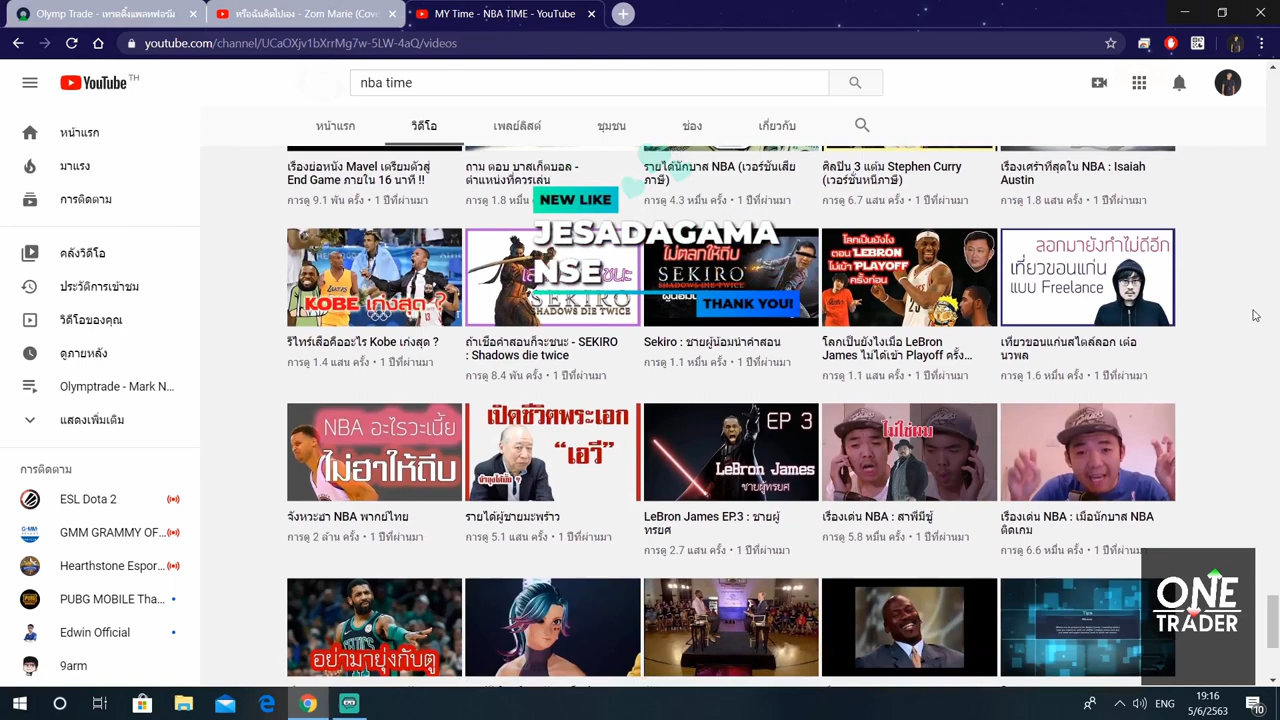 Olymp Trade - เทรดดิ้งแพลทฟอร์ม
หรือฉันคิดไปเอง - Zom Marie (Cove
MY Time - NBA TIME - YouTube
youtube.com/channel/UCaOXjv1bXrrMg7w-5LW-4aQ/videos
YouTube TH
nba time
หน้าแรก
มาแรง
การติดตาม
คลังวิดีโอ
ประวัติการเข้าชม
วิดีโอของคุณ
ดูภายหลัง
Olymptrade - Mark N...
แสดงเพิ่มเติม
การติดตาม
ESL Dota 2
GMM GRAMMY OF...
Hearthstone Espor...
PUBG MOBILE Tha...
Edwin Official
9arm
หน้าแรก วิดีโอ เพลย์ลิสต์ ชุมชน ช่อง เกี่ยวกับ
เรื่องย่อหนัง Mavel เตรียมตัวสู่
End Game ภายใน 16 นาที !!
การดู 9.1 พัน ครั้ง • 1 ปีที่ผ่านมา
ถาม ตอบ บาสเก็ตบอล -
ตำแหน่งที่ควรเล่น
การดู 1.8 หมื่น
รายได้นักบาส NBA (เวอร์ชั่นเสีย
ภาษี)
การดู 4.3 หมื่น ครั้ง • 1 ปีที่ผ่านมา
ศิลปิน 3 แต้ม Stephen Curry
(เวอร์ชั่นหนีภาษี)
การดู 6.7 แสน ครั้ง • 1 ปีที่ผ่านมา
เรื่องเศร้าที่สุดใน NBA : Isaiah
Austin
การดู 1.8 แสน ครั้ง • 1 ปีที่ผ่านมา
NEW LIKE
JESADAGAMA
NSE
THANK YOU!
KOBE เก่งสุด ?
SEKIRO
SHADOWS DIE TWICE
ไม่ตลกให้ถีบ
SEKIRO
SHADOWS DIE TWICE
โลกเป็นยังไง
ตอน LEBRON
ไม่เข้า PLAYOFF
ครั้งก่อน
ลอกมายังทำไม่ดีอีก
เที่ยวขอนแก่น
แบบ Freelance
รีไทร์เสือคืออะไร Kobe เก่งสุด ?
การดู 1.4 แสน ครั้ง • 1 ปีที่ผ่านมา
ถ้าเชื่อคำสอนก็จะชนะ - SEKIRO
: Shadows die twice
การดู 8.4 พัน ครั้ง • 1 ปีที่ผ่านมา
Sekiro : ชายผู้น้อมนำคำสอน
การดู 1.1 หมื่น ครั้ง • 1 ปีที่ผ่านมา
โลกเป็นยังไงเมื่อ LeBron
James ไม่ได้เข้า Playoff ครั้ง...
การดู 1.1 แสน ครั้ง • 1 ปีที่ผ่านมา
เที่ยวขอนแก่นสไตล์ลอก เต๋อ
นวพล
การดู 1.6 หมื่น ครั้ง • 1 ปีที่ผ่านมา
NBA อะไรวะเนี้ย
ไม่ฮาให้ถีบ
เปิดชีวิตพระเอก
“เอวี”
EP 3
LeBron James
ชายผู้ทรยศ
ไม่ใช่ผม
จังหวะฮา NBA พากย์ไทย
การดู 2 ล้าน ครั้ง • 1 ปีที่ผ่านมา
รายได้ผู้ชายมะพร้าว
การดู 5.1 แสน ครั้ง • 1 ปีที่ผ่านมา
LeBron James EP.3 : ชายผู้
ทรยศ
การดู 2.7 แสน ครั้ง • 1 ปีที่ผ่านมา
เรื่องเด่น NBA : สาพีมีชู้
การดู 5.8 หมื่น ครั้ง • 1 ปีที่ผ่านมา
เรื่องเด่น NBA : เมื่อนักบาส NBA
ติดเกม
การดู 6.6 หมื่น ครั้ง • 1 ปีที่ผ่านมา
อย่ามายุ่งกับตู
ONE
TRADER
ENG
19:16
5/6/2563
10